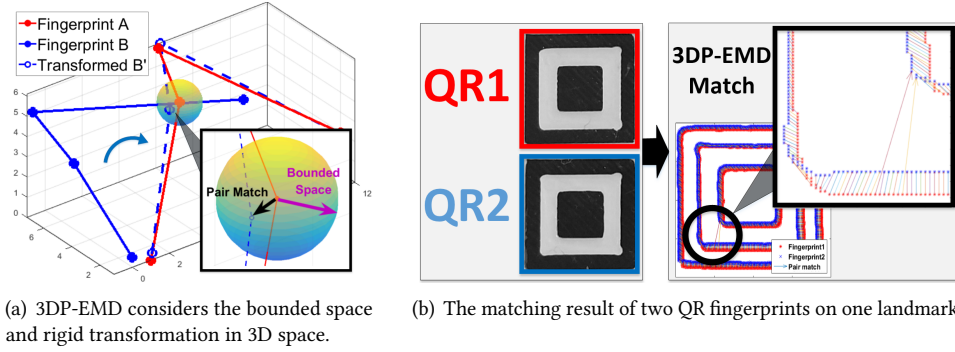 Fingerprint A
Fingerprint B
Transformed B'
6
5
4
3
2
1
0
6
4
2
0
2
12
Pair Match
Bounded
Space
QR1
QR2
3DP-EMD
Match
Fingerprint1
Fingerprint2
Pair match
(a) 3DP-EMD considers the bounded space
and rigid transformation in 3D space.
(b) The matching result of two QR fingerprints on one landmark